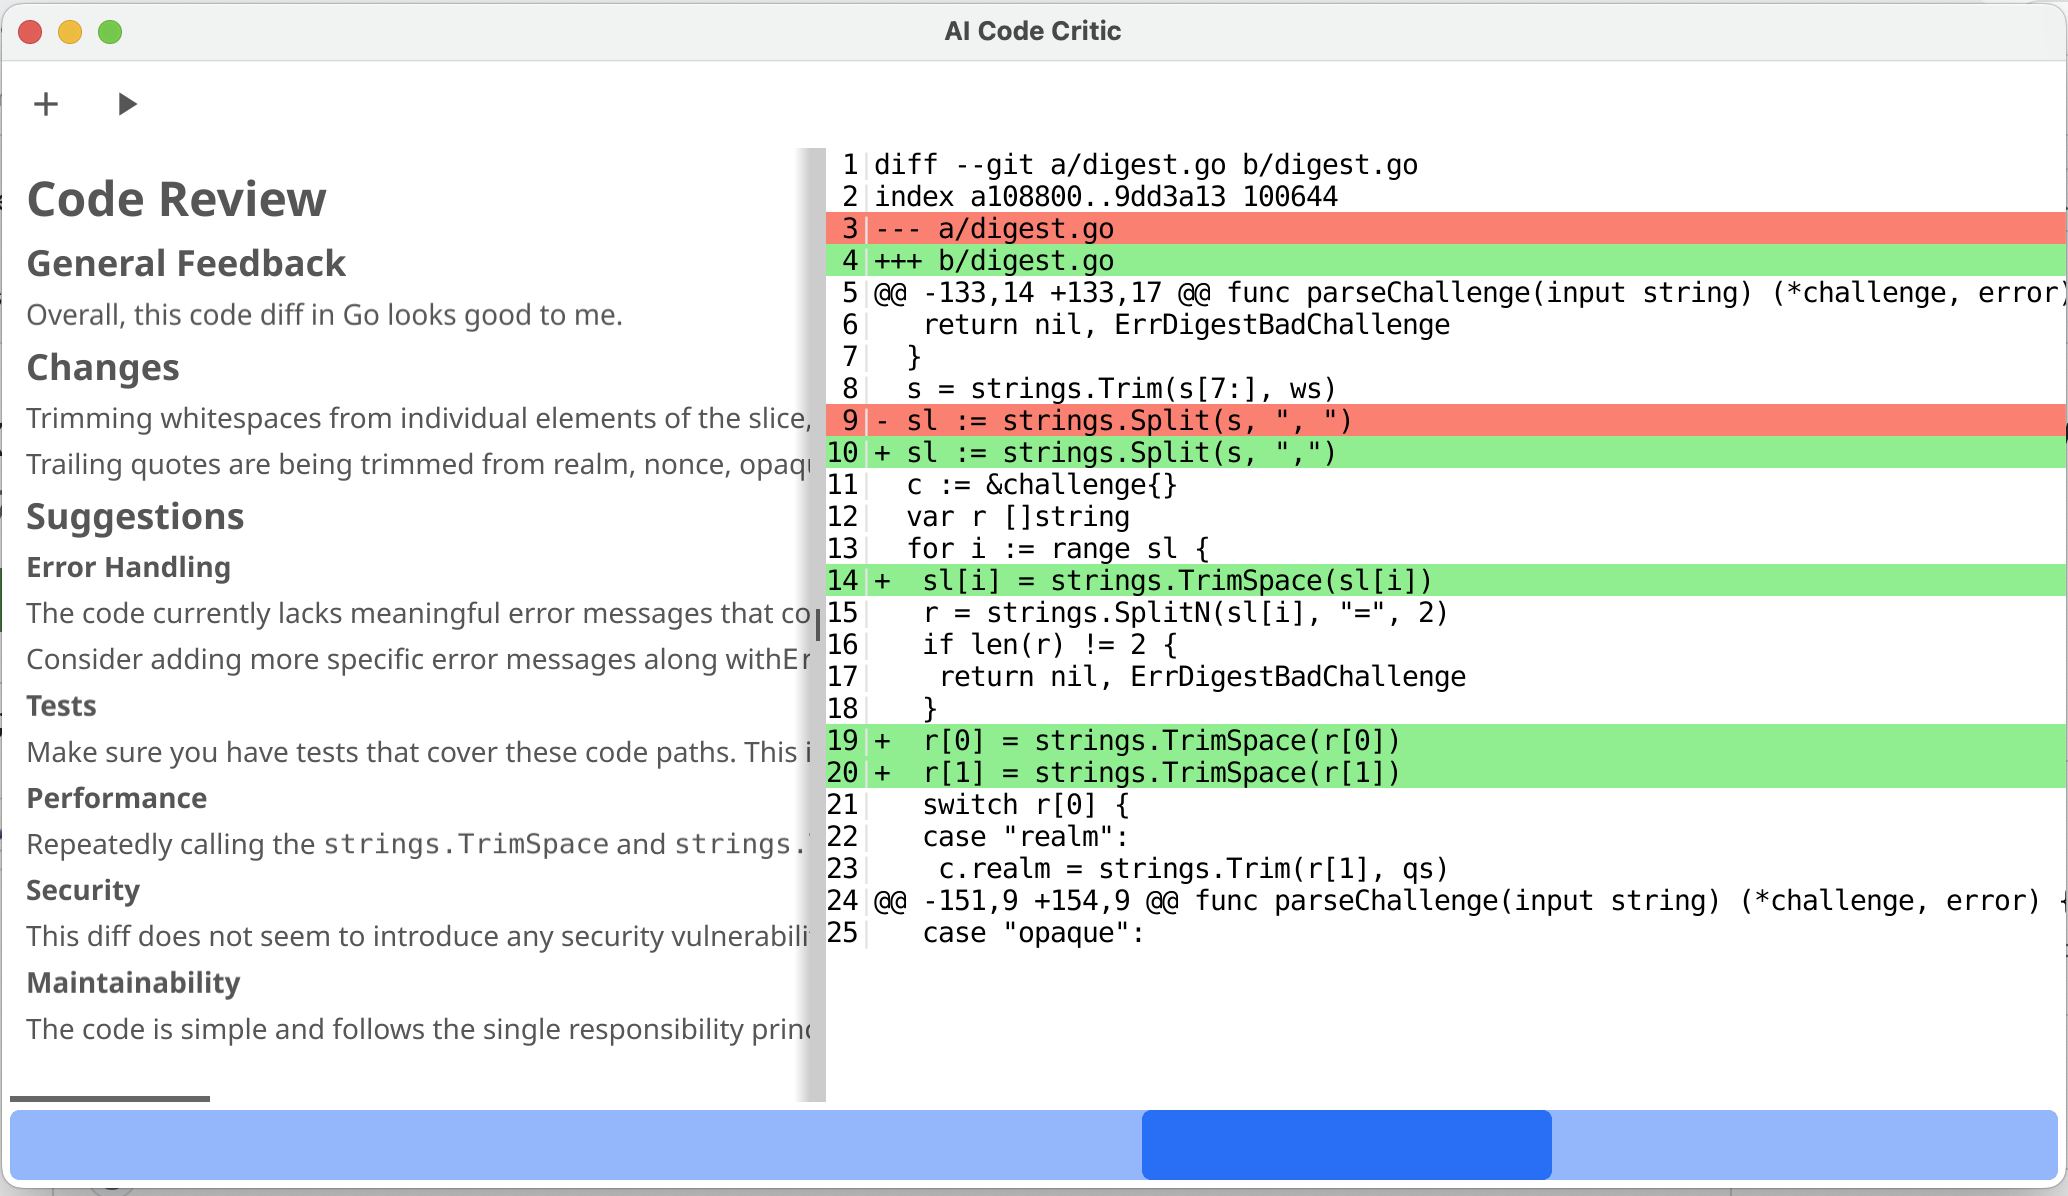 AI Code Critic
Code Review
General Feedback
Overall, this code diff in Go looks good to me.
Changes
Trimming whitespaces from individual elements of the slice,
Trailing quotes are being trimmed from realm, nonce,
Suggestions
Error Handling
The code currently lacks meaningful error messages that
Consider adding more specific error messages along withEr
Tests
Make sure you have tests that cover these code paths. This
Performance
Repeatedly calling the strings.TrimSpace and strings.
Security
This diff does not seem to introduce any security
Maintainability
The code is simple and follows the single responsibility
1 diff --git a/digest.go b/digest.go
2 index a108800..9dd3a13 100644
3 --- a/digest.go
4 +++ b/digest.go
5 @@ -133,14 +133,17 @@ func parseChallenge(input string) (*challenge, error)
6    return nil, ErrDigestBadChallenge
7   }
8   s = strings.Trim(s[7:], ws)
9 - sl := strings.Split(s, ", ")
10 + sl := strings.Split(s, ",")
11   c := &challenge{}
12   var r []string
13   for i := range sl {
14 +  sl[i] = strings.TrimSpace(sl[i])
15    r = strings.SplitN(sl[i], "=", 2)
16    if len(r) != 2 {
17     return nil, ErrDigestBadChallenge
18    }
19 +  r[0] = strings.TrimSpace(r[0])
20 +  r[1] = strings.TrimSpace(r[1])
21    switch r[0] {
22    case "realm":
23     c.realm = strings.Trim(r[1], qs)
24 @@ -151,9 +154,9 @@ func parseChallenge(input string) (*challenge, error) {
25    case "opaque":